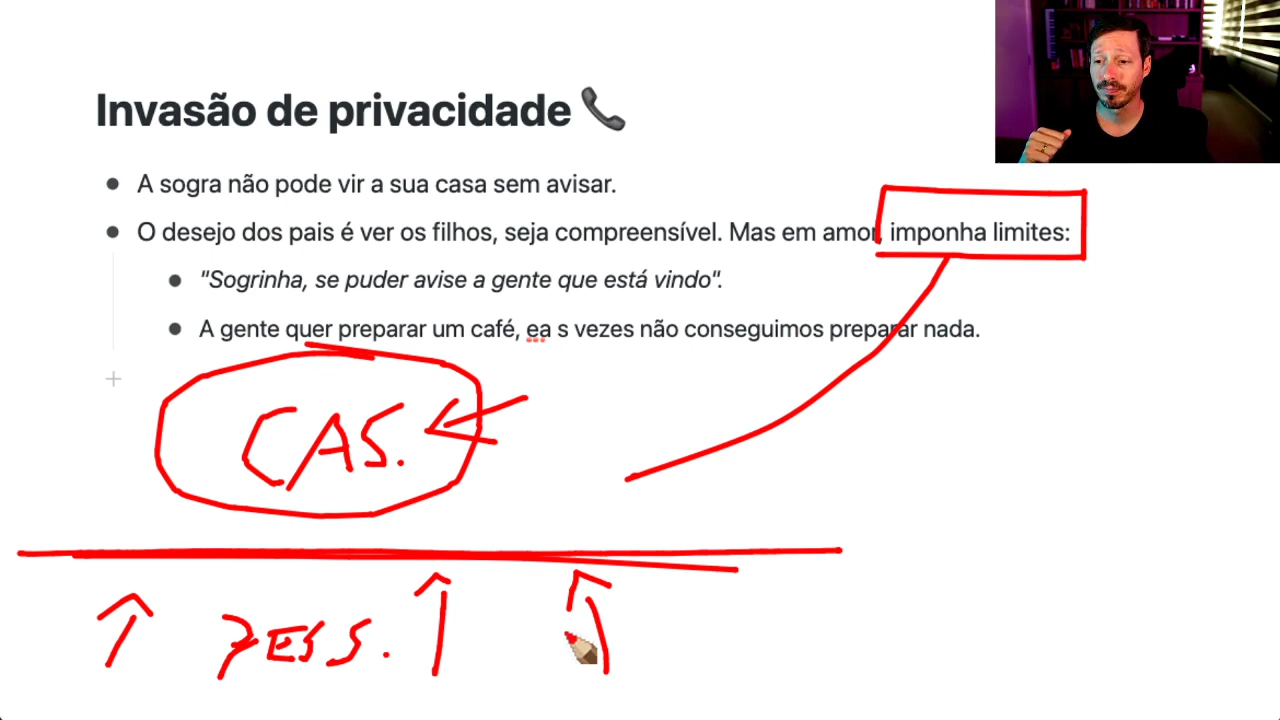 Invasão de privacidade
A sogra não pode vir a sua casa sem avisar.
O desejo dos pais é ver os filhos, seja compreensível. Mas em amor, imponha limites:
"Sogrinha, se puder avise a gente que está vindo".
A gente quer preparar um café, ea s vezes não conseguimos preparar nada.
CAS.
PESS.